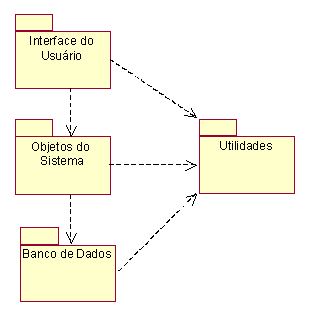 Interface do
Usuário
Objetos do
Sistema
Utilidades
Banco de Dados